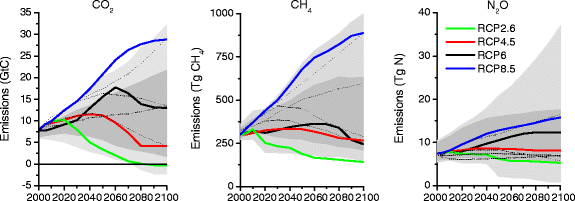 CO2
CH4
N2O
Emissions (GtC)
35
30
25
20
15
10
5
0
-5
2000 2020 2040 2060 2080 2100
Emissions (Tg CH4)
1000
750
500
250
0
2000 2020 2040 2060 2080 2100
Emissions (Tg N)
40
30
20
10
0
2000 2020 2040 2060 2080 2100
RCP2.6
RCP4.5
RCP6
RCP8.5